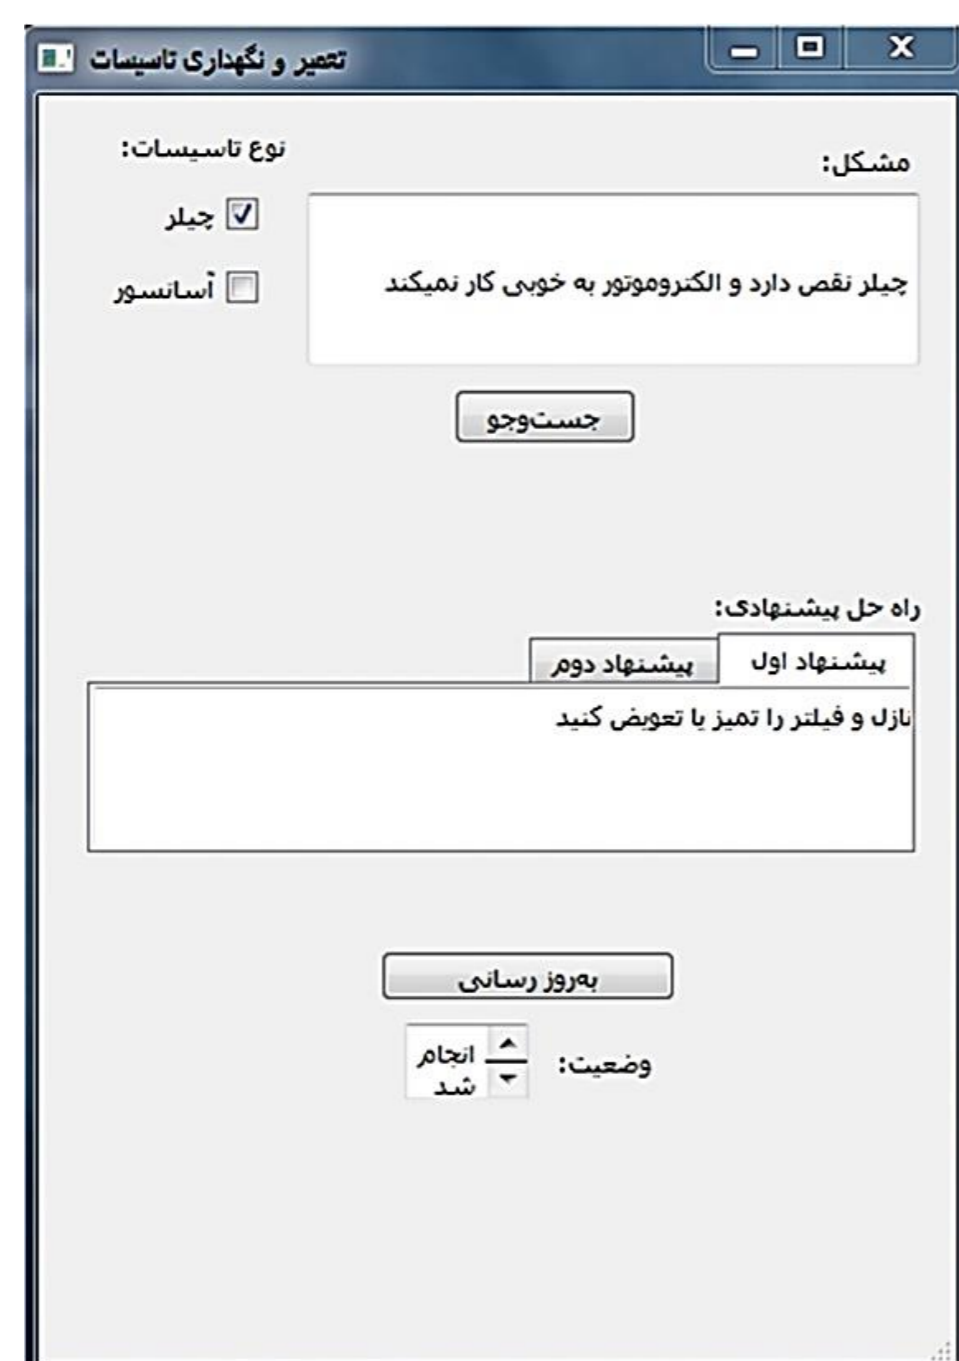 تعمیر و نگهداری تاسیسات
مشکل:
چیلر نقص دارد و الکتروموتور به خوبی کار نمیکند
نوع تاسیسات:
چیلر
آسانسور
جست‌وجو
راه حل پیشنهادی:
پیشنهاد اول
پیشنهاد دوم
نازل و فیلتر را تمیز یا تعویض کنید
به‌روز رسانی
وضعیت:
انجام
شد